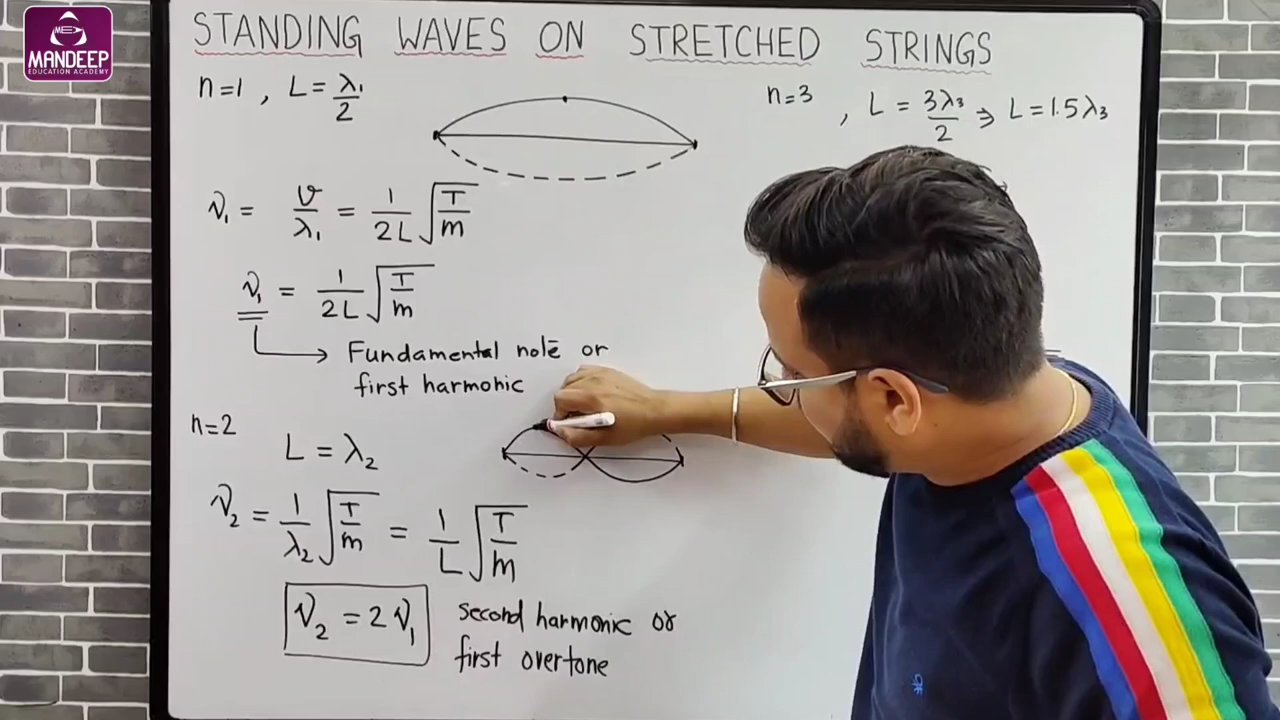 MEA
MANDEEP
EDUCATION ACADEMY
STANDING WAVES ON STRETCHED STRINGS
n=1 , L = λ₁/2
ν₁ = v/λ₁ = 1/2L √(T/m)
ν₁ = 1/2L √(T/m)
Fundamental note or
first harmonic
n=2
L = λ₂
ν₂ = 1/λ₂ √(T/m) = 1/L √(T/m)
ν₂ = 2ν₁
second harmonic or
first overtone
n=3 , L = 3λ₃/2 ⇒ L = 1.5λ₃